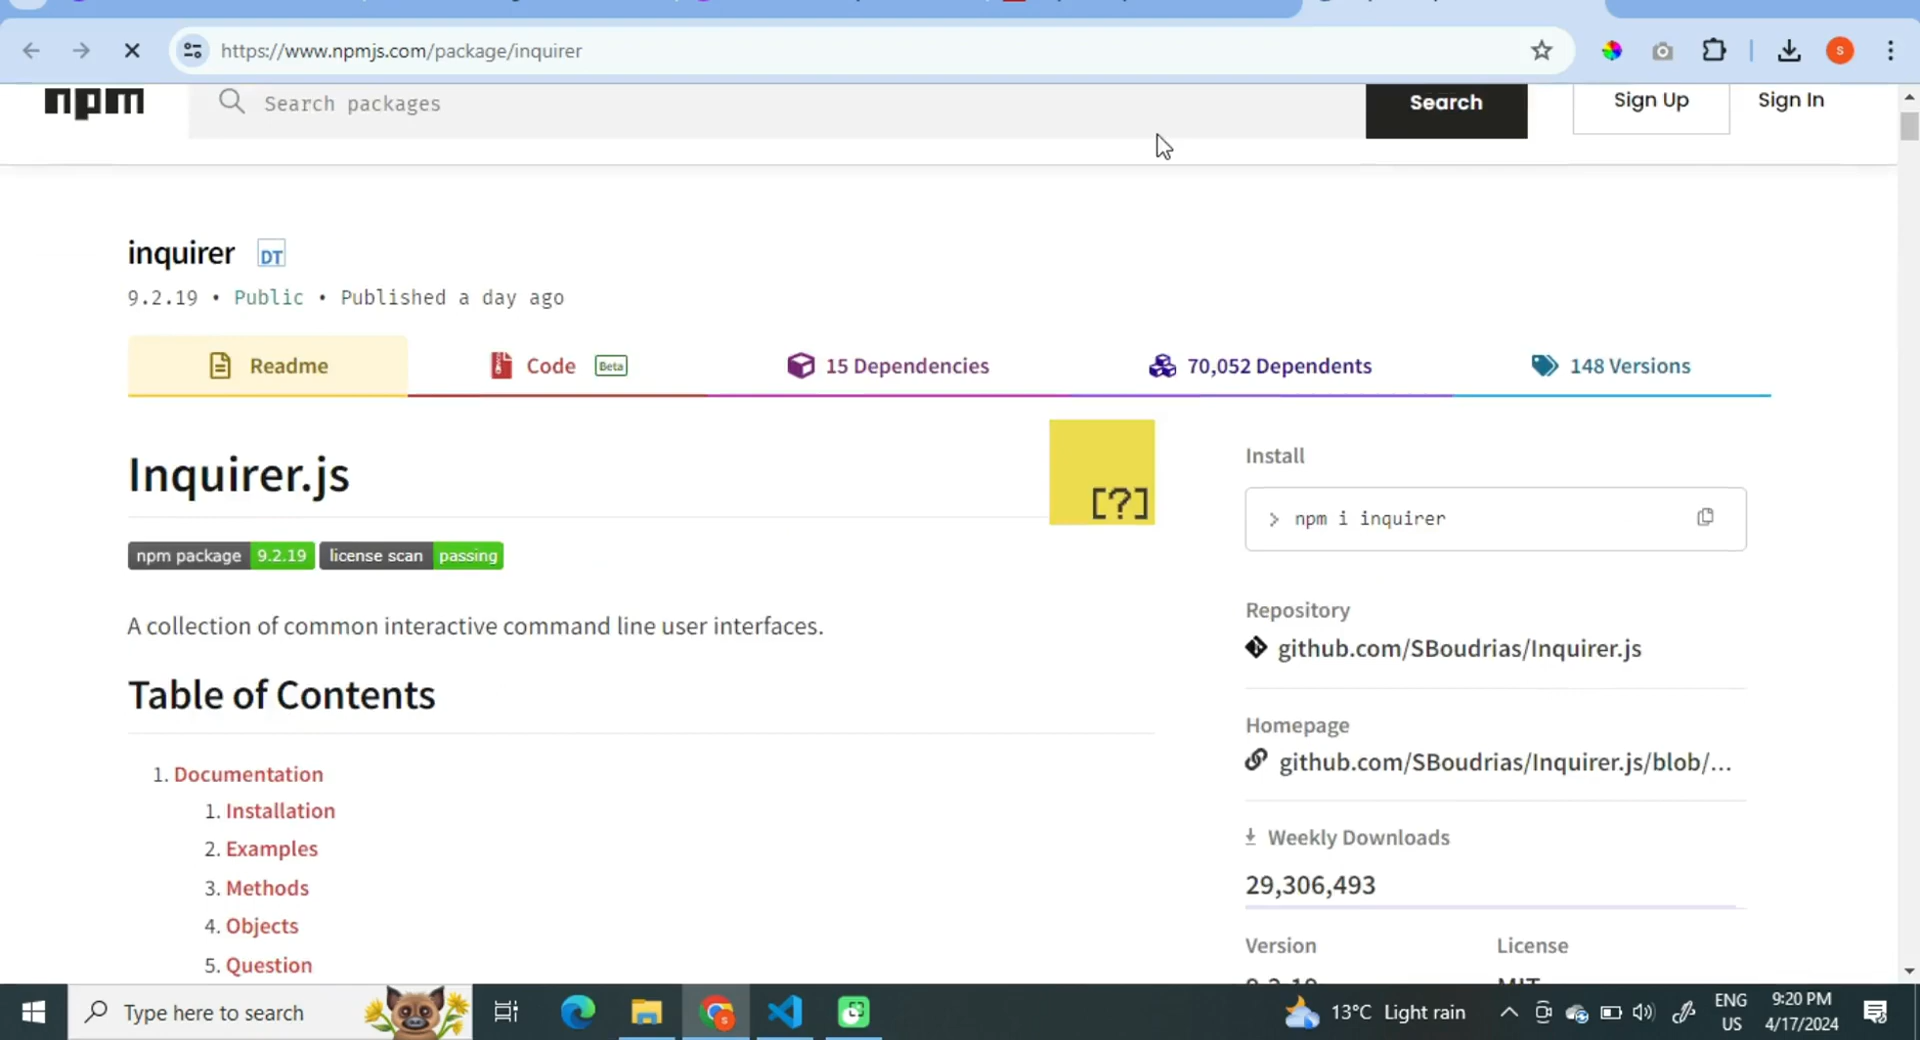 https://www.npmjs.com/package/inquirer
S
npm
Search packages
Search
Sign Up
Sign In
inquirer DT
9.2.19 • Public • Published a day ago
Readme
Code Beta
15 Dependencies
70,052 Dependents
148 Versions
Inquirer.js
[?]
npm package 9.2.19 license scan passing
A collection of common interactive command line user interfaces.
Table of Contents
1. Documentation
1. Installation
2. Examples
3. Methods
4. Objects
5. Question
Install
> npm i inquirer
Repository
github.com/SBoudrias/Inquirer.js
Homepage
github.com/SBoudrias/Inquirer.js/blob/...
Weekly Downloads
29,306,493
Version
License
9.2.19
MIT
Type here to search
S
13°C Light rain
ENG
US
9:20 PM
4/17/2024